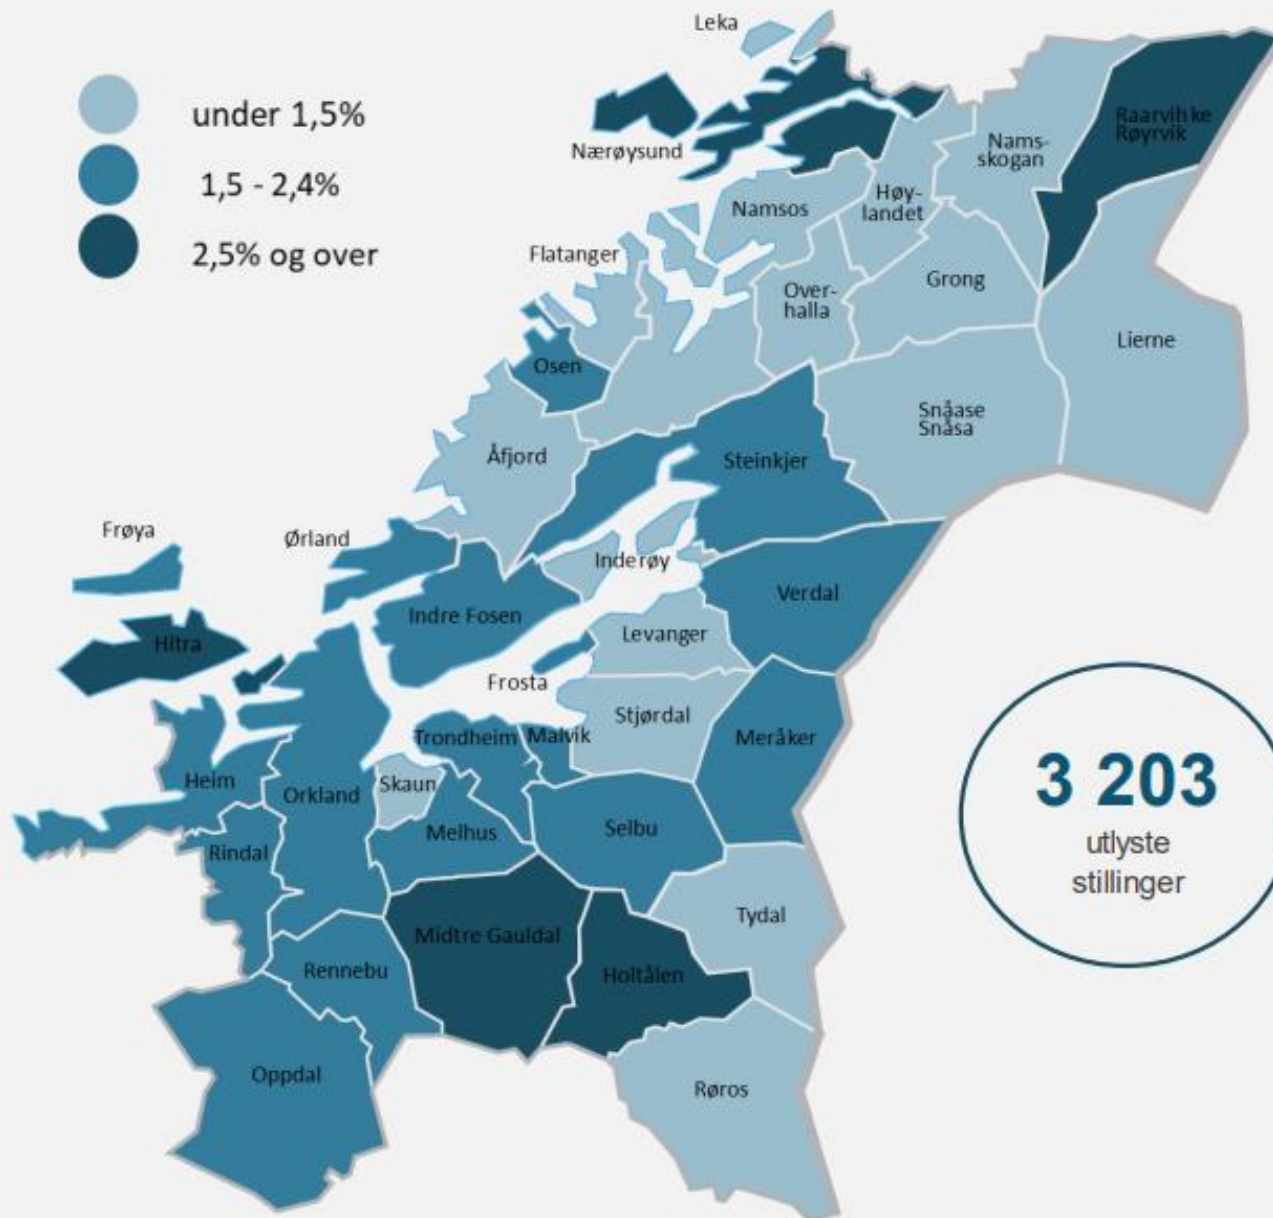 under 1,5%
1,5 - 2,4%
2,5% og over
Leka
Nærøysund
Raarvihke
Røyrvik
Nams-
skogan
Høy-
landet
Namsos
Flatanger
Over-
halla
Grong
Lierne
Osen
Snåase
Snåsa
Åfjord
Steinkjer
Frøya
Ørland
Inderøy
Verdal
Indre Fosen
Hitra
Levanger
Frosta
Stjørdal
Trondheim
Malvik
Meråker
Heim
Orkland
Skaun
Melhus
Selbu
Rindal
Tydal
Midtre Gauldal
Rennebu
Holtålen
Oppdal
Røros
3 203
utlyste
stillinger